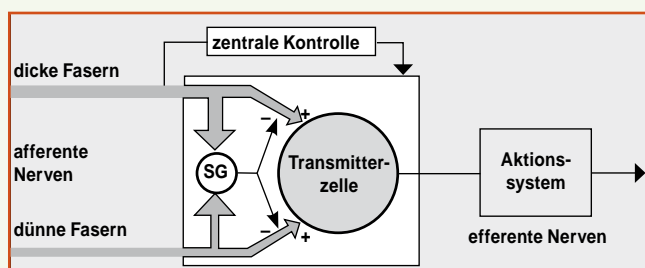 zentrale Kontrolle
dicke Fasern
+
–
afferente
Nerven
SG
Transmitter-
zelle
Aktions-
system
–
+
dünne Fasern
efferente Nerven